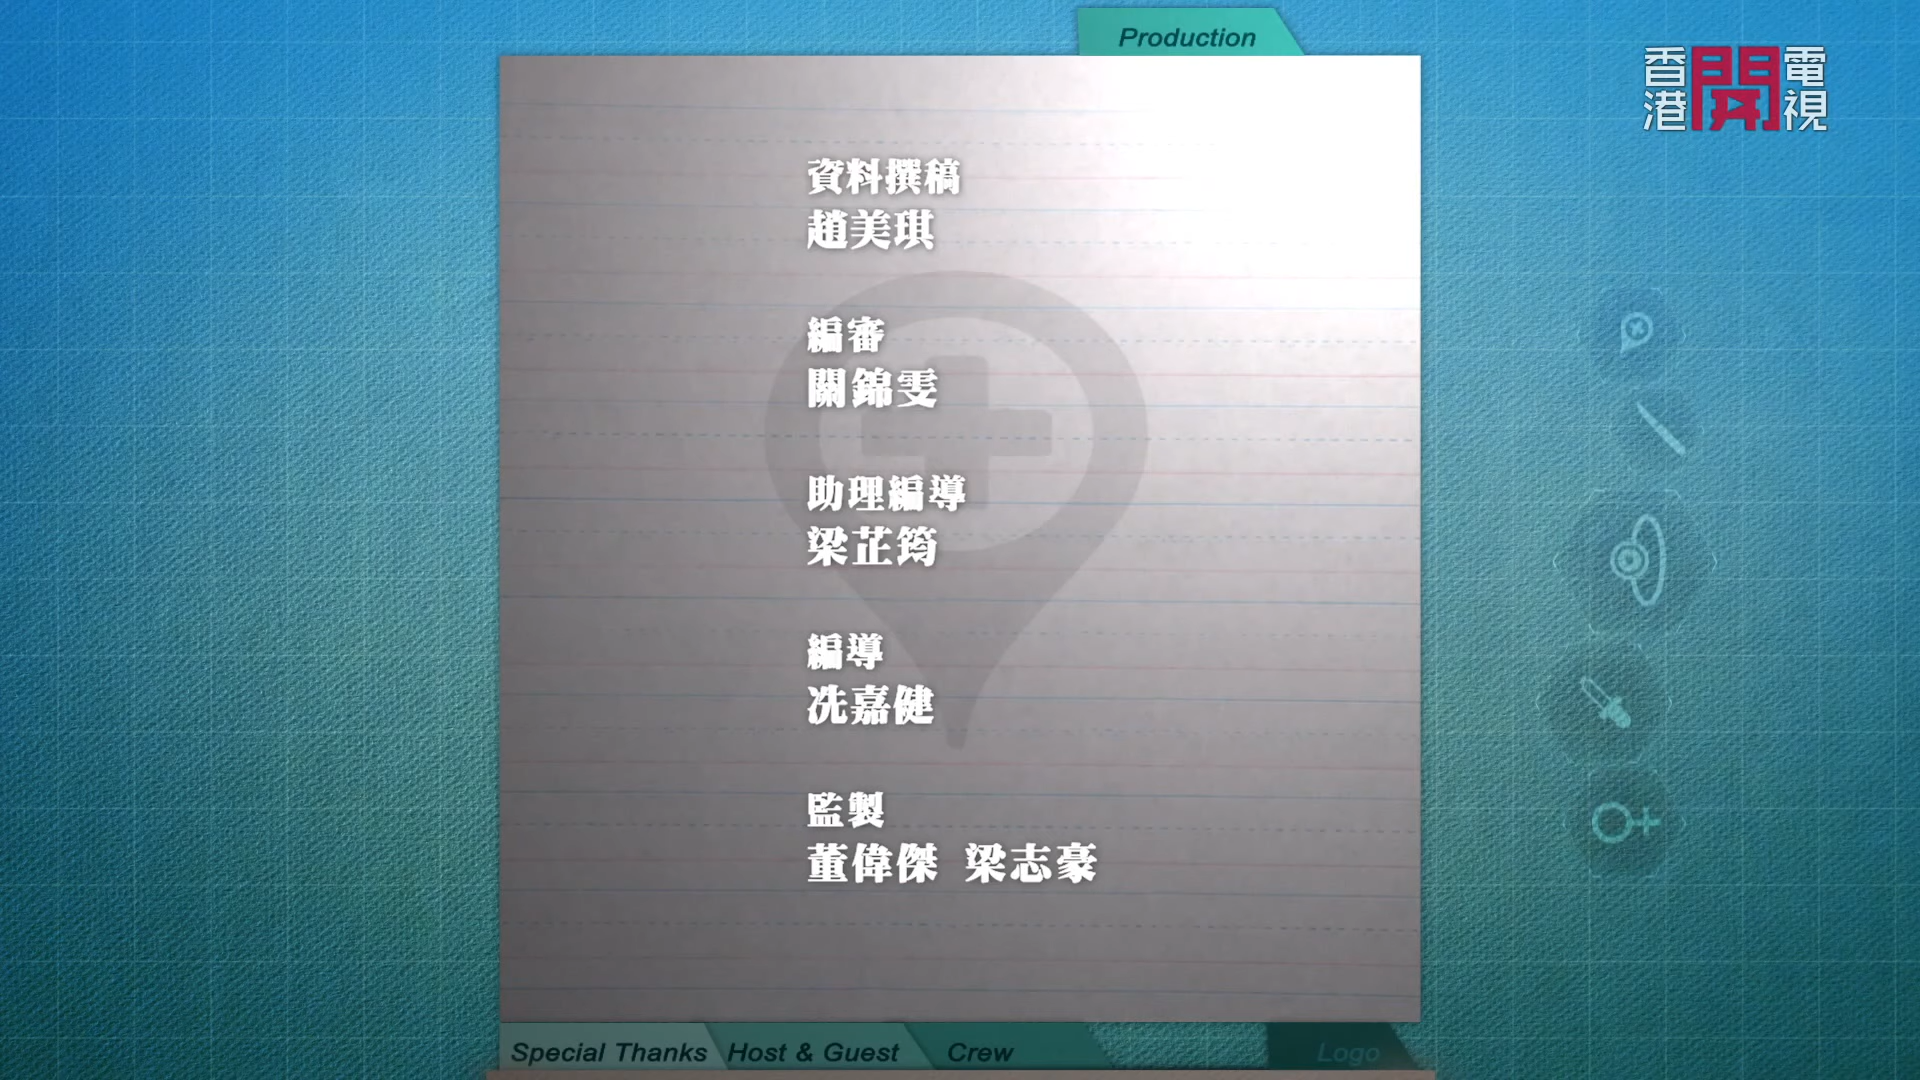 Production
香港開電視
資料撰稿
趙美琪
編審
關錦雯
助理編導
梁芷筠
編導
冼嘉健
監製
董偉傑 梁志豪
Special Thanks
Host & Guest
Crew
Logo